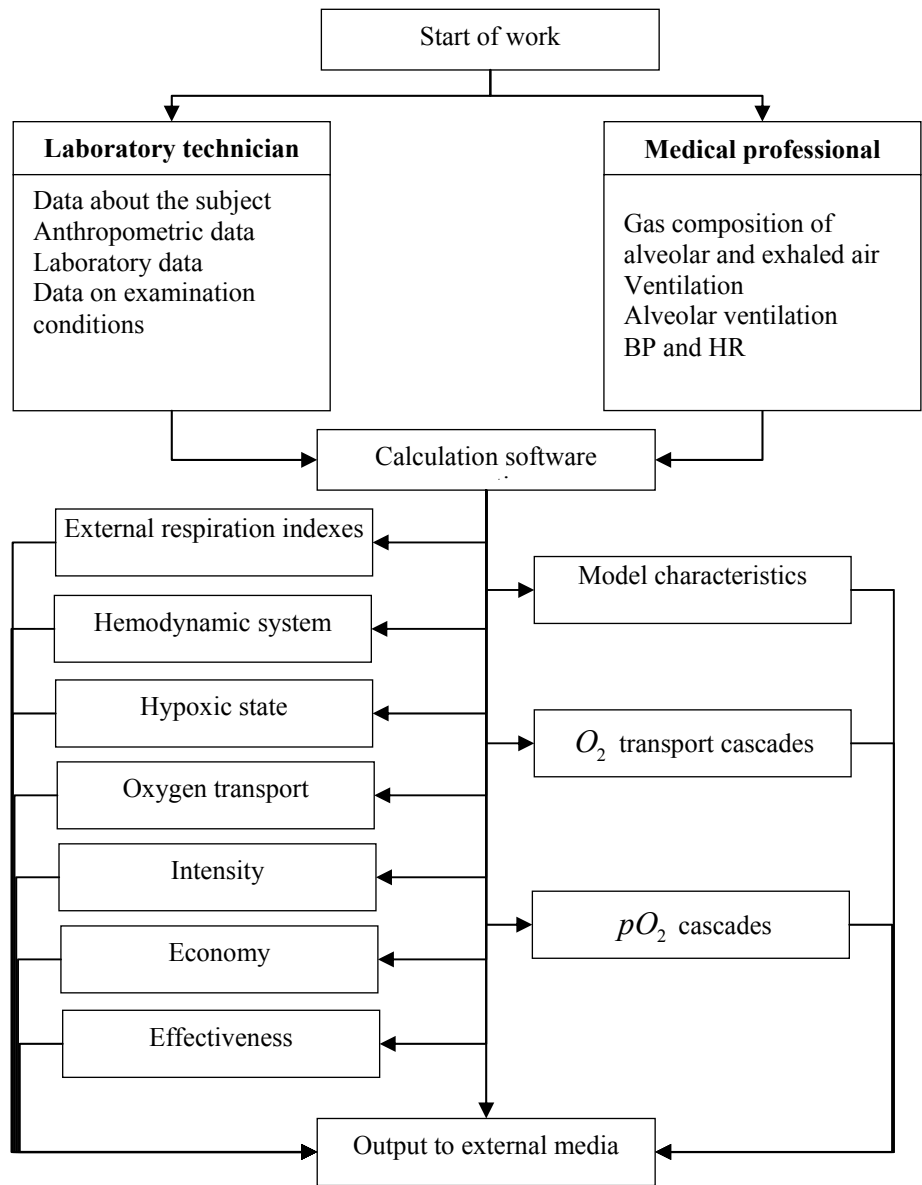 Start of work
Laboratory technician
Data about the subject
Anthropometric data
Laboratory data
Data on examination
conditions
Medical professional
Gas composition of
alveolar and exhaled air
Ventilation
Alveolar ventilation
BP and HR
Calculation software
External respiration indexes
Hemodynamic system
Hypoxic state
Oxygen transport
Intensity
Economy
Effectiveness
Model characteristics
O₂ transport cascades
pO₂ cascades
Output to external media